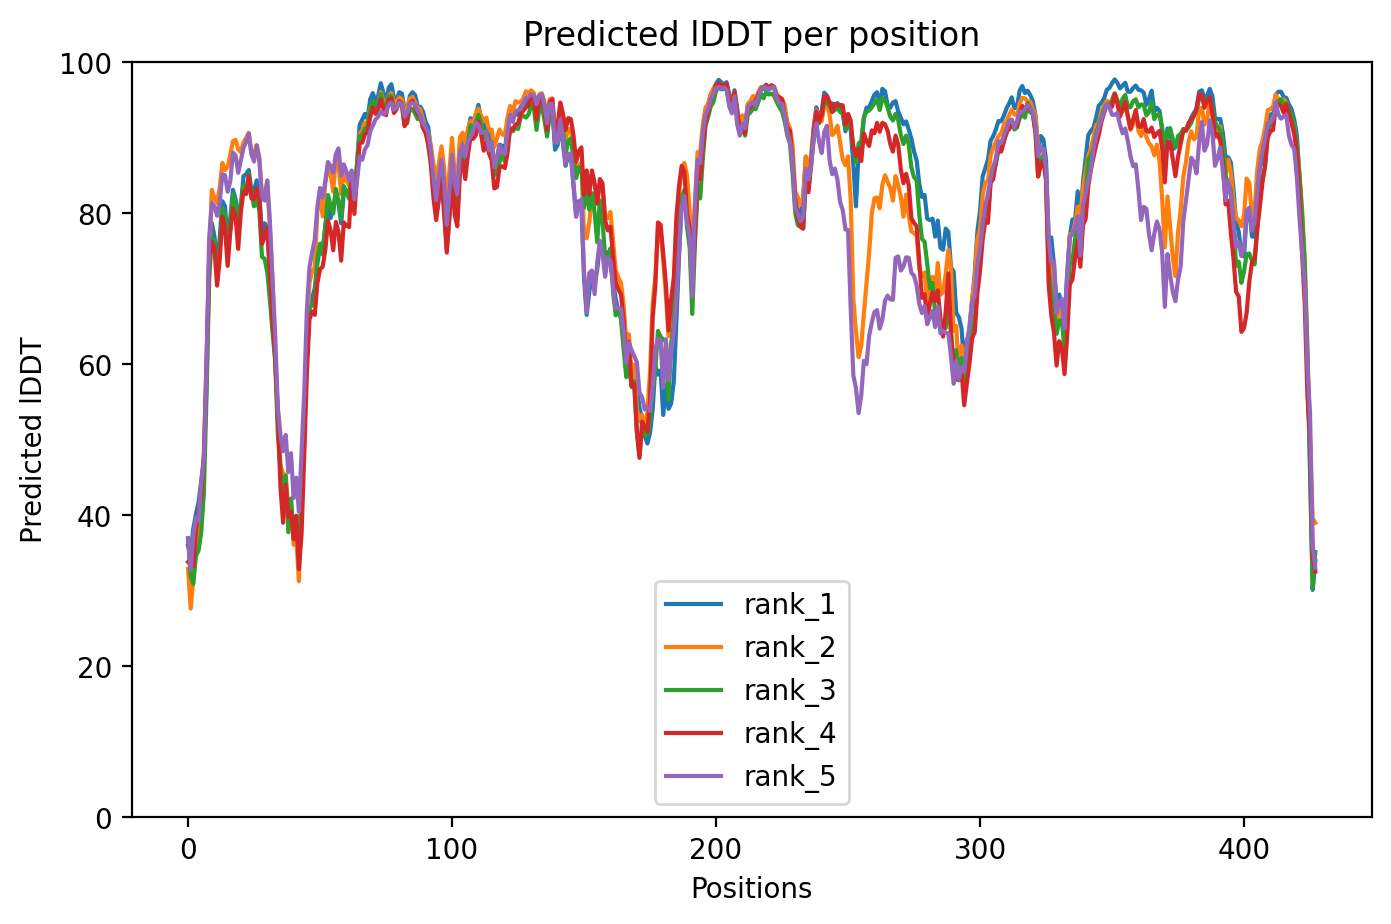 Predicted lDDT per position
100
80
60
40
20
0
Predicted lDDT
0 100 200 300 400
Positions
rank_1
rank_2
rank_3
rank_4
rank_5